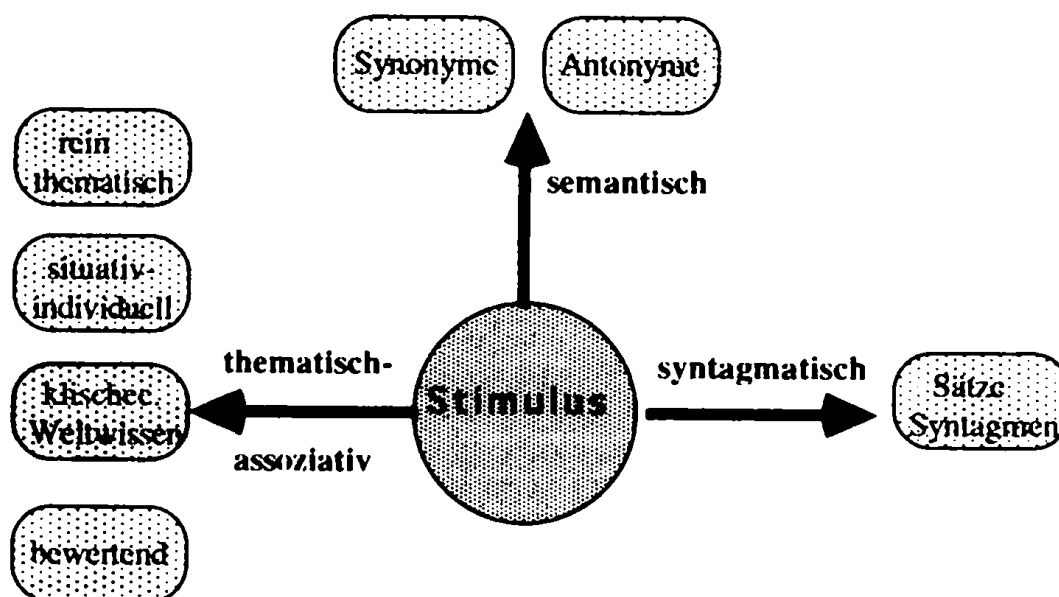 Synonyme Antonyme
rein
thematisch
semantisch
situativ-
individuell
thematisch-
syntagmatisch
klischee.
Weltwissen
Stimulus
Sätze
Syntagmen
assoziativ
bewertend